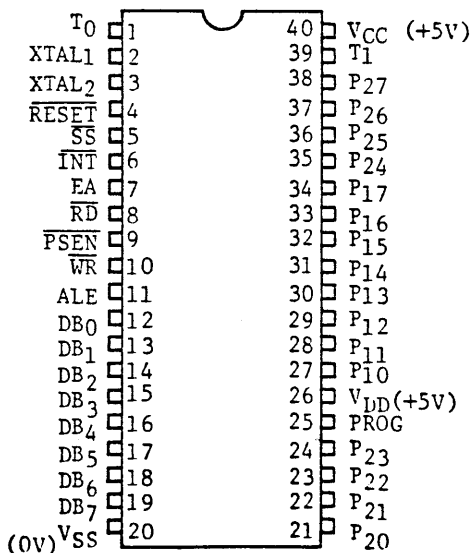 T0 1 40 VCC (+5V)
XTAL1 2 39 T1
XTAL2 3 38 P27
RESET 4 37 P26
SS 5 36 P25
INT 6 35 P24
EA 7 34 P17
RD 8 33 P16
PSEN 9 32 P15
WR 10 31 P14
ALE 11 30 P13
DB0 12 29 P12
DB1 13 28 P11
DB2 14 27 P10
DB3 15 26 VDD(+5V)
DB4 16 25 PROG
DB5 17 24 P23
DB6 18 23 P22
DB7 19 22 P21
(0V) VSS 20 21 P20